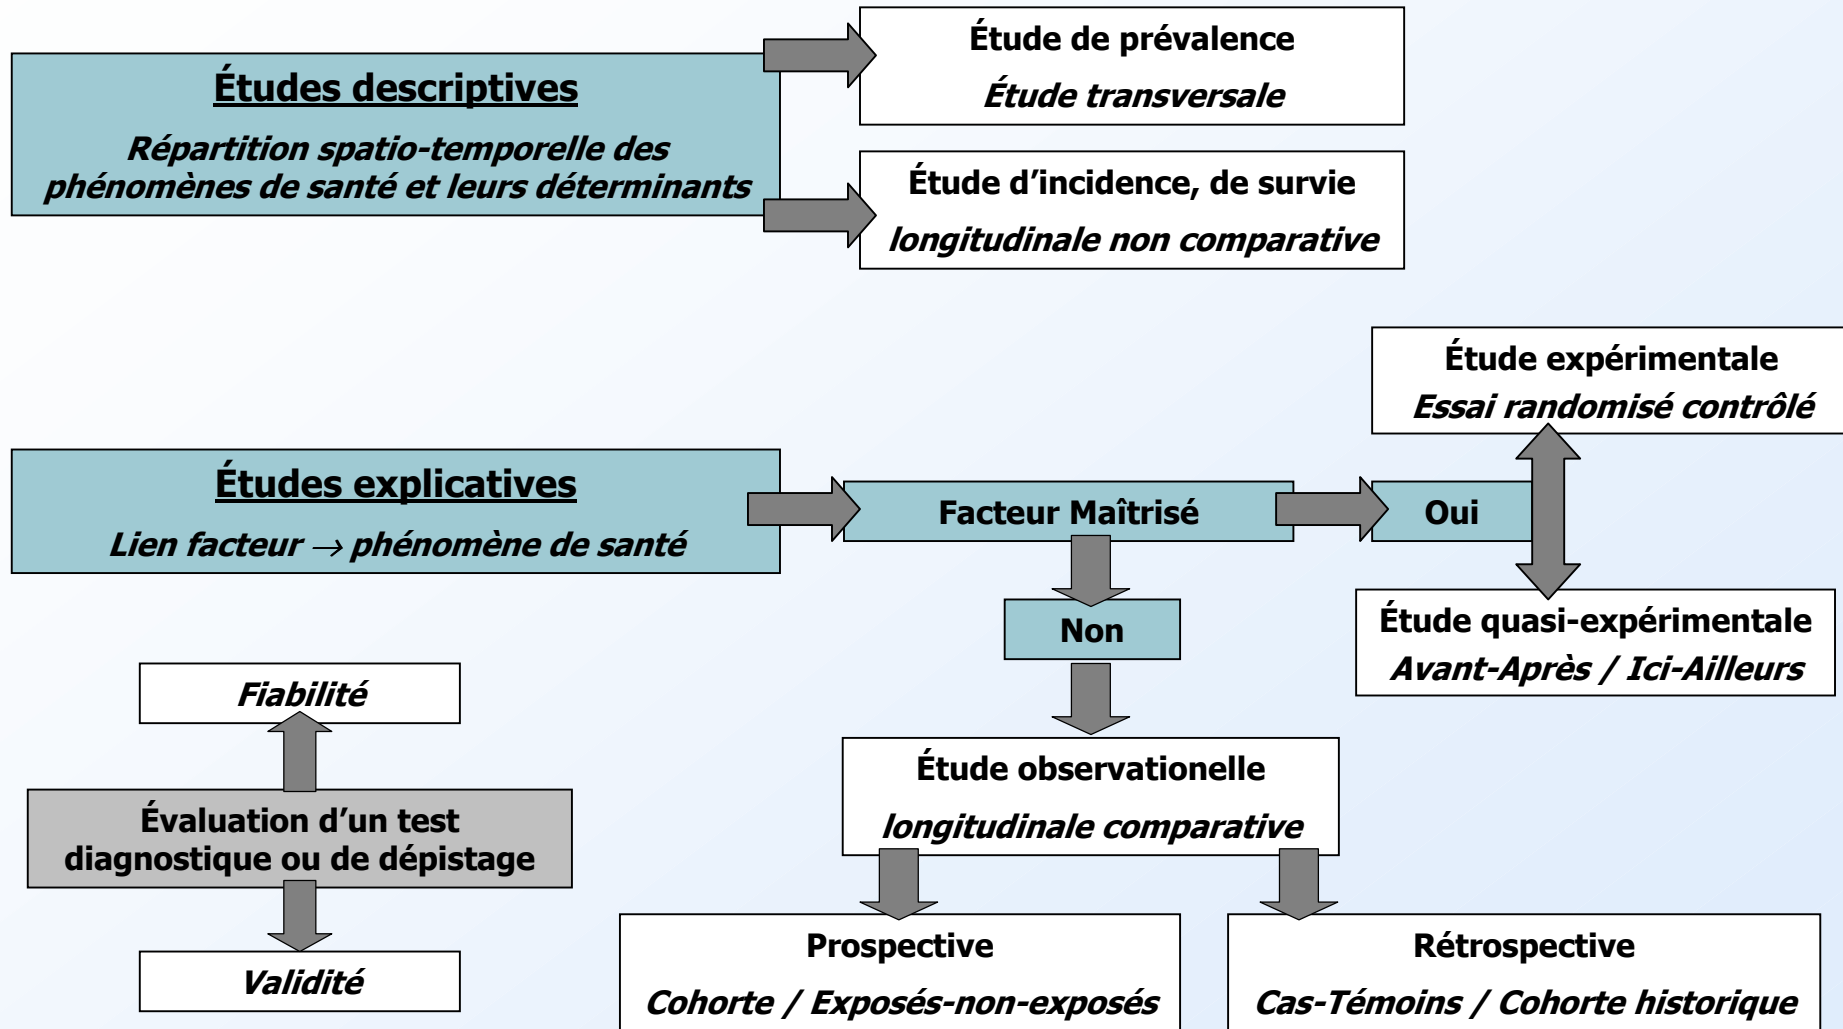 Études descriptives
Répartition spatio-temporelle des
phénomènes de santé et leurs déterminants
Étude de prévalence
Étude transversale
Étude d’incidence, de survie
longitudinale non comparative
Études explicatives
Lien facteur → phénomène de santé
Facteur Maîtrisé
Oui
Étude expérimentale
Essai randomisé contrôlé
Étude quasi-expérimentale
Avant-Après / Ici-Ailleurs
Non
Étude observationelle
longitudinale comparative
Prospective
Cohorte / Exposés-non-exposés
Rétrospective
Cas-Témoins / Cohorte historique
Fiabilité
Évaluation d’un test
diagnostique ou de dépistage
Validité